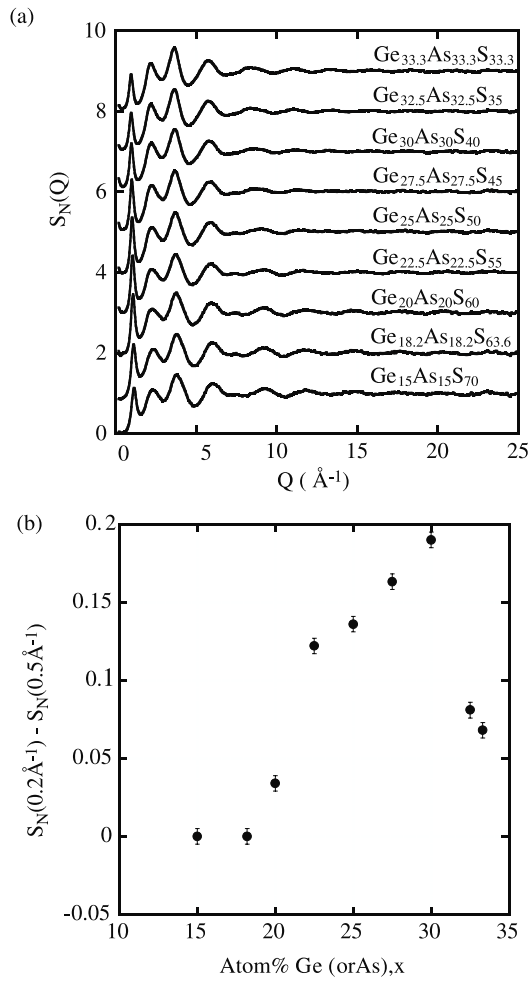 (a)
10
8
6
4
2
0
S_N(Q)
Ge33.3As33.3S33.3
Ge32.5As32.5S35
Ge30As30S40
Ge27.5As27.5S45
Ge25As25S50
Ge22.5As22.5S55
Ge20As20S60
Ge18.2As18.2S63.6
Ge15As15S70
0 5 10 15 20 25
Q ( Å-1)
(b)
0.2
0.15
0.1
0.05
0
-0.05
S_N(0.2Å-1) - S_N(0.5Å-1)
10 15 20 25 30 35
Atom% Ge (orAs),x